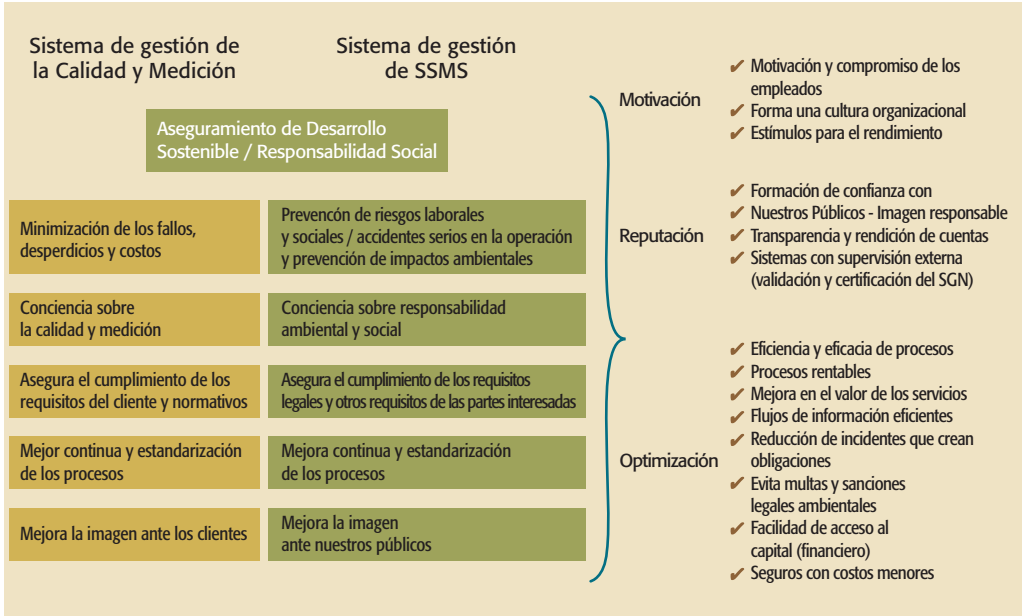 Sistema de gestión de
la Calidad y Medición
Sistema de gestión
de SSMS
Aseguramiento de Desarrollo
Sostenible / Responsabilidad Social
Minimización de los fallos,
desperdicios y costos
Prevencón de riesgos laborales
y sociales / accidentes serios en la operación
y prevención de impactos ambientales
Conciencia sobre
la calidad y medición
Conciencia sobre responsabilidad
ambiental y social
Asegura el cumplimiento de los
requisitos del cliente y normativos
Asegura el cumplimiento de los requisitos
legales y otros requisitos de las partes interesadas
Mejor continua y estandarización
de los procesos
Mejora continua y estandarización
de los procesos
Mejora la imagen ante los clientes
Mejora la imagen
ante nuestros públicos
Motivación
✔ Motivación y compromiso de los
empleados
✔ Forma una cultura organizacional
✔ Estímulos para el rendimiento
Reputación
✔ Formación de confianza con
✔ Nuestros Públicos - Imagen responsable
✔ Transparencia y rendición de cuentas
✔ Sistemas con supervisión externa
(validación y certificación del SGN)
Optimización
✔ Eficiencia y eficacia de procesos
✔ Procesos rentables
✔ Mejora en el valor de los servicios
✔ Flujos de información eficientes
✔ Reducción de incidentes que crean
obligaciones
✔ Evita multas y sanciones
legales ambientales
✔ Facilidad de acceso al
capital (financiero)
✔ Seguros con costos menores